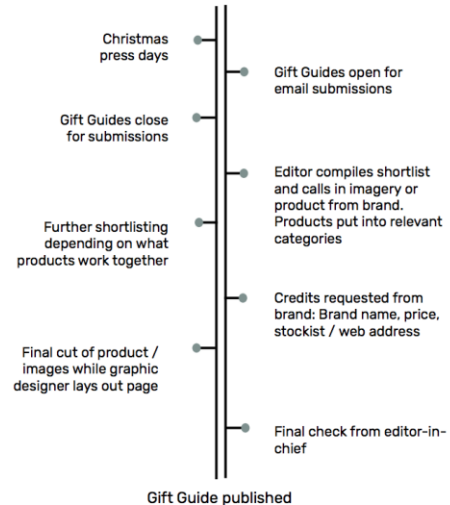 Christmas
press days
Gift Guides open for
email submissions
Gift Guides close
for submissions
Editor compiles shortlist
and calls in imagery or
product from brand.
Products put into relevant
categories
Further shortlisting
depending on what
products work together
Credits requested from
brand: Brand name, price,
stockist / web address
Final cut of product /
images while graphic
designer lays out page
Final check from editor-in-
chief
Gift Guide published